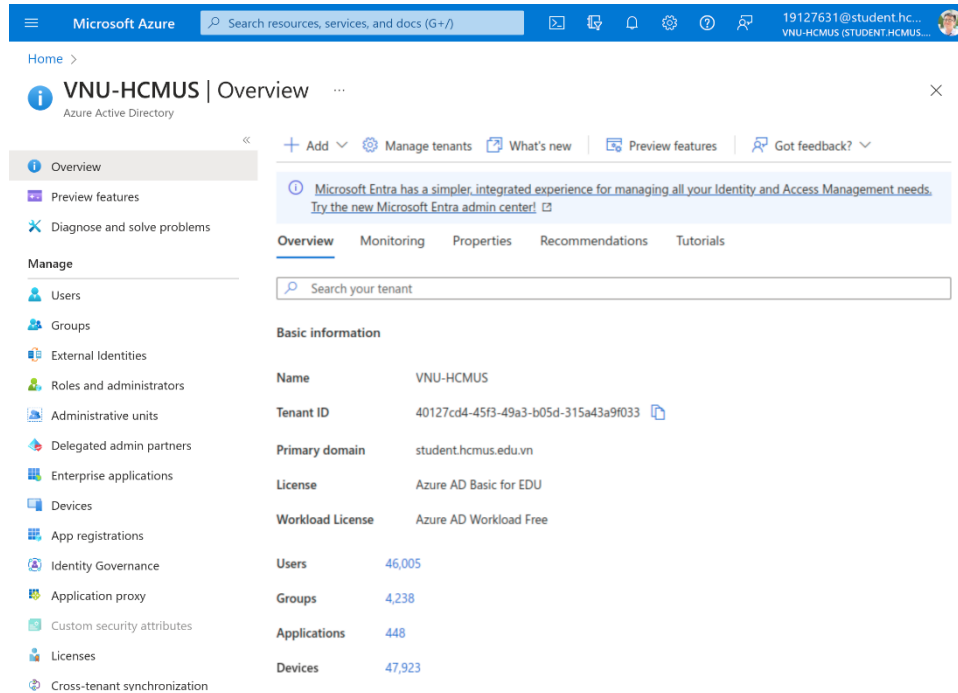 Microsoft Azure
Search resources, services, and docs (G+/)
19127631@student.hc...
VNU-HCMUS (STUDENT.HCMUS....
Home >
VNU-HCMUS | Overview ...
Azure Active Directory
«
Overview
Preview features
Diagnose and solve problems
Manage
Users
Groups
External Identities
Roles and administrators
Administrative units
Delegated admin partners
Enterprise applications
Devices
App registrations
Identity Governance
Application proxy
Custom security attributes
Licenses
Cross-tenant synchronization
Add Manage tenants What's new Preview features Got feedback?
Microsoft Entra has a simpler, integrated experience for managing all your Identity and Access Management needs.
Try the new Microsoft Entra admin center!
Overview Monitoring Properties Recommendations Tutorials
Search your tenant
Basic information
Name VNU-HCMUS
Tenant ID 40127cd4-45f3-49a3-b05d-315a43a9f033
Primary domain student.hcmus.edu.vn
License Azure AD Basic for EDU
Workload License Azure AD Workload Free
Users 46,005
Groups 4,238
Applications 448
Devices 47,923